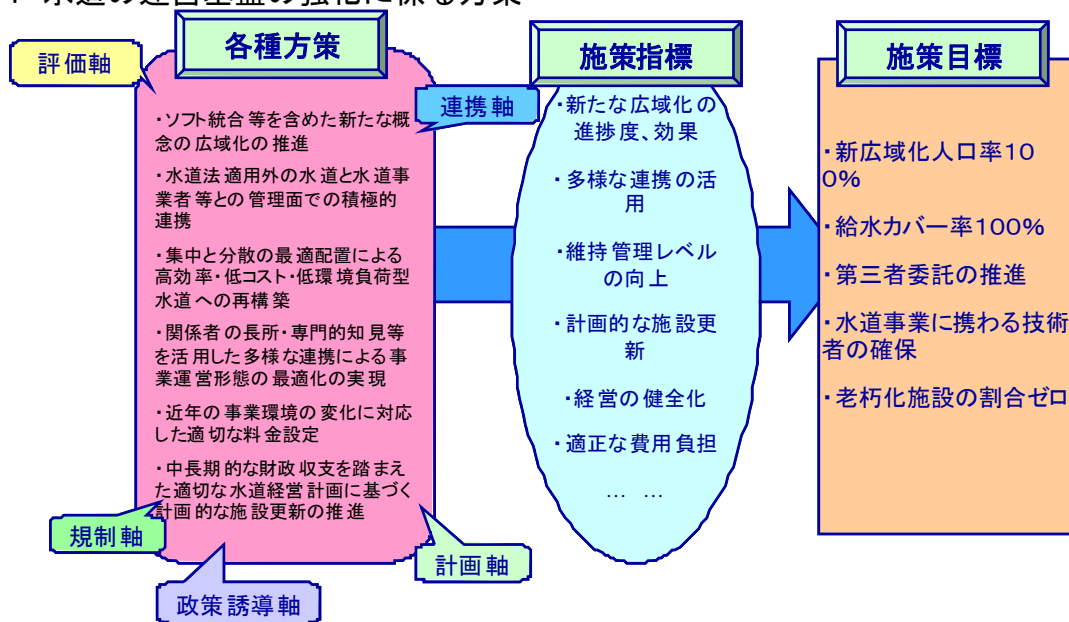 水道の運営基盤の強化に係る方策
評価軸
各種方策
・ソフト統合等を含めた新たな概
念の広域化の推進
・水道法適用外の水道と水道事
業者等との管理面での積極的
連携
・集中と分散の最適配置による
高効率・低コスト・低環境負荷型
水道への再構築
・関係者の長所・専門的知見等
を活用した多様な連携による事
業運営形態の最適化の実現
・近年の事業環境の変化に対応
した適切な料金設定
・中長期的な財政収支を踏まえ
た適切な水道経営計画に基づく
計画的な施設更新の推進
連携軸
規制軸
計画軸
政策誘導軸
施策指標
・新たな広域化の
進捗度、効果
・多様な連携の活
用
・維持管理レベル
の向上
・計画的な施設更
新
・経営の健全化
・適正な費用負担
… …
施策目標
・新広域化人口率10
0%
・給水カバー率100%
・第三者委託の推進
・水道事業に携わる技術
者の確保
・老朽化施設の割合ゼロ